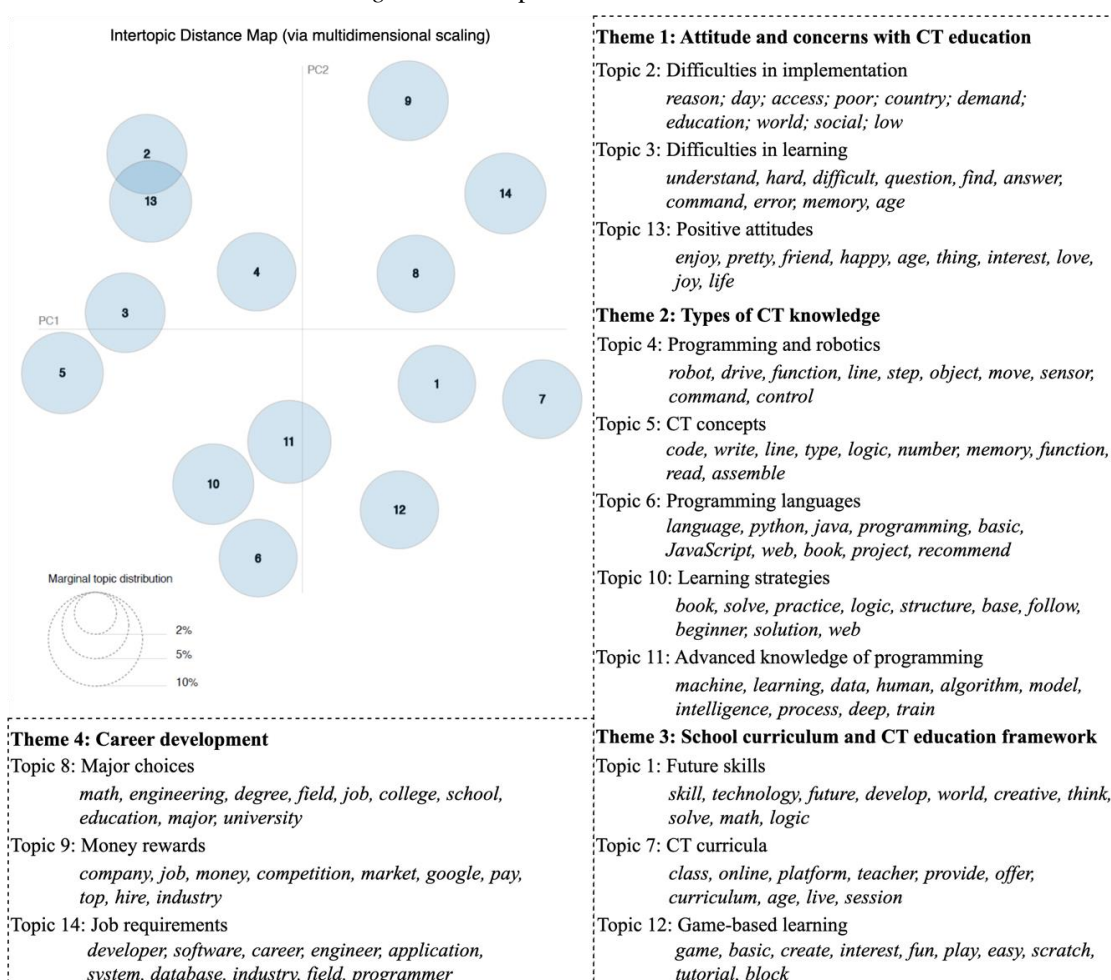 Intertopic Distance Map (via multidimensional scaling)
PC2
9
2
14
13
4
8
3
PC1
5
1
7
11
10
12
6
Marginal topic distribution
2%
5%
10%
Theme 1: Attitude and concerns with CT education
Topic 2: Difficulties in implementation
reason; day; access; poor; country; demand;
education; world; social; low
Topic 3: Difficulties in learning
understand, hard, difficult, question, find, answer,
command, error, memory, age
Topic 13: Positive attitudes
enjoy, pretty, friend, happy, age, thing, interest, love,
joy, life
Theme 2: Types of CT knowledge
Topic 4: Programming and robotics
robot, drive, function, line, step, object, move, sensor,
command, control
Topic 5: CT concepts
code, write, line, type, logic, number, memory, function,
read, assemble
Topic 6: Programming languages
language, python, java, programming, basic,
JavaScript, web, book, project, recommend
Topic 10: Learning strategies
book, solve, practice, logic, structure, base, follow,
beginner, solution, web
Topic 11: Advanced knowledge of programming
machine, learning, data, human, algorithm, model,
intelligence, process, deep, train
Theme 3: School curriculum and CT education framework
Topic 1: Future skills
skill, technology, future, develop, world, creative, think,
solve, math, logic
Topic 7: CT curricula
class, online, platform, teacher, provide, offer,
curriculum, age, live, session
Topic 12: Game-based learning
game, basic, create, interest, fun, play, easy, scratch,
tutorial, block
Theme 4: Career development
Topic 8: Major choices
math, engineering, degree, field, job, college, school,
education, major, university
Topic 9: Money rewards
company, job, money, competition, market, google, pay,
top, hire, industry
Topic 14: Job requirements
developer, software, career, engineer, application,
system, database, industry, field, programmer